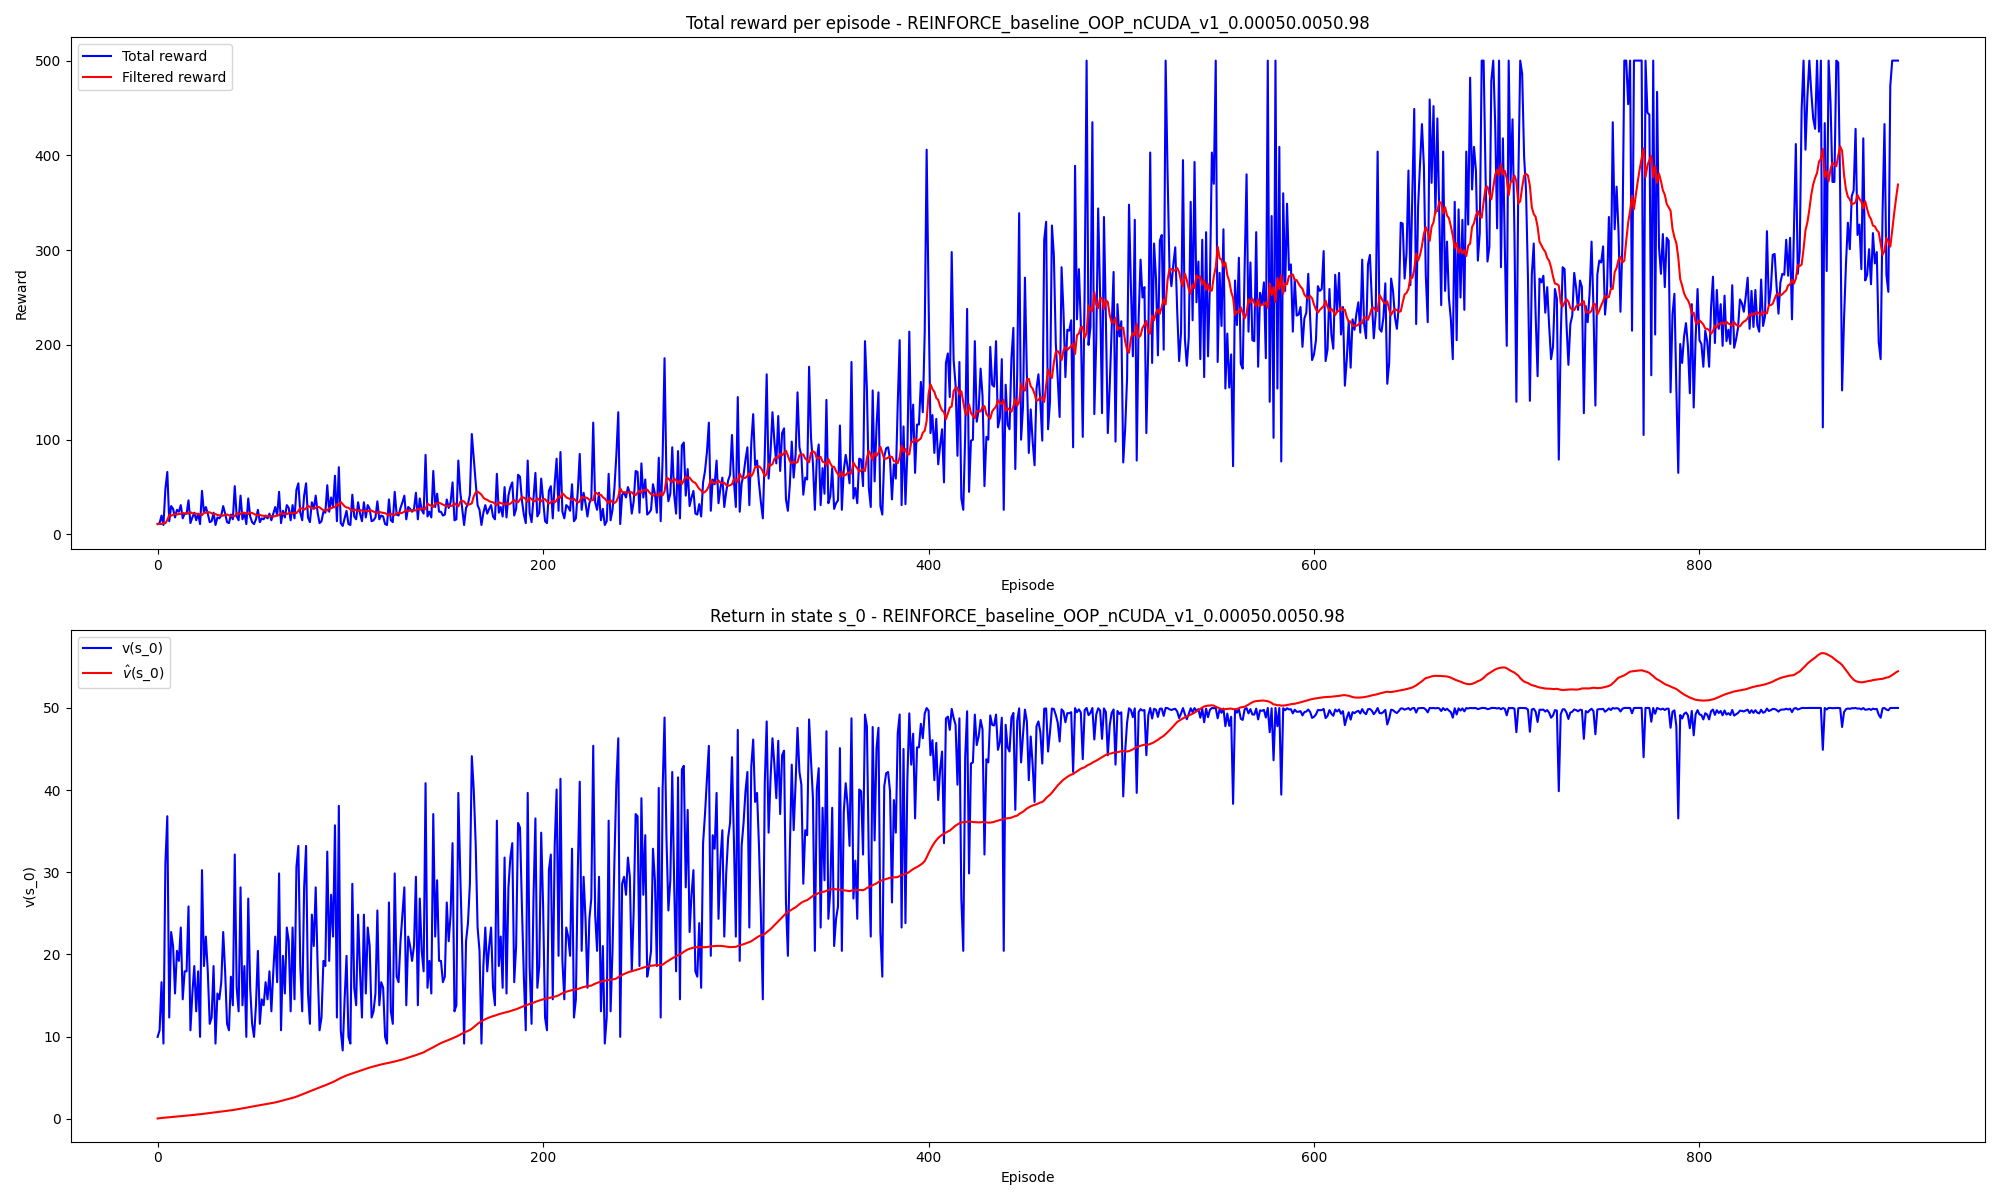 Total reward per episode - REINFORCE_baseline_OOP_nCUDA_v1_0.00050.0050.98
Total reward
Filtered reward
500
400
300
200
100
0
Reward
0 200 400 600 800
Episode
Return in state s_0 - REINFORCE_baseline_OOP_nCUDA_v1_0.00050.0050.98
v(s_0)
v̂(s_0)
50
40
30
20
10
0
v(s_0)
0 200 400 600 800
Episode